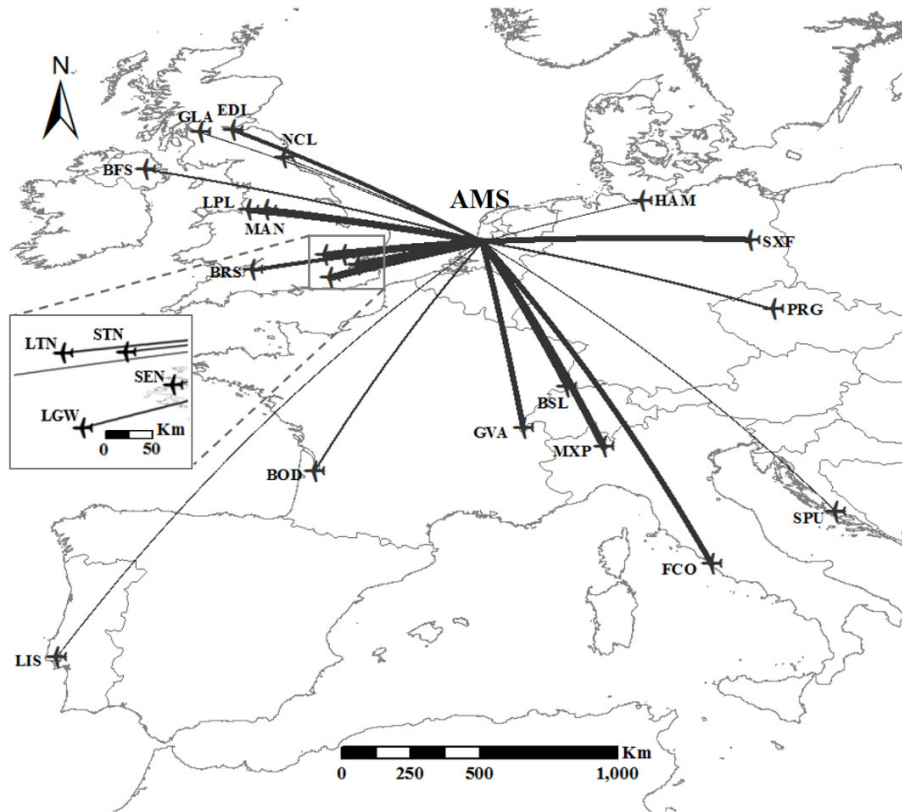 N
GLA EDI
NCL
BFS
AMS
HAM
LPL
MAN
SXF
BRS
PRG
LTN STN
SEN
LGW
Km
0 50
BSL
GVA
MXP
BOD
SPU
FCO
LIS
Km
0 250 500 1,000